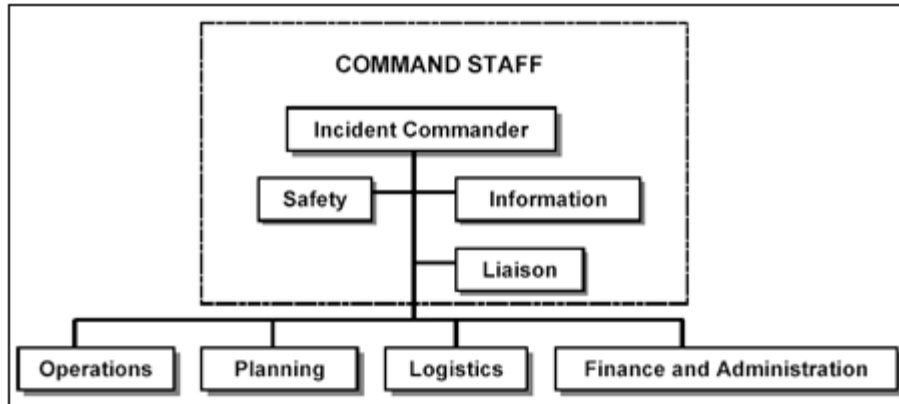 COMMAND STAFF
Incident Commander
Safety
Information
Liaison
Operations
Planning
Logistics
Finance and Administration